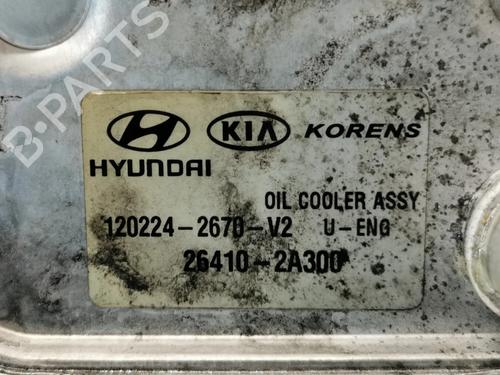 B-PARTS
KIA KORENS
HYUNDAI
OIL COOLER ASSY
120224-2670-V2 U-ENG
26410-2A300